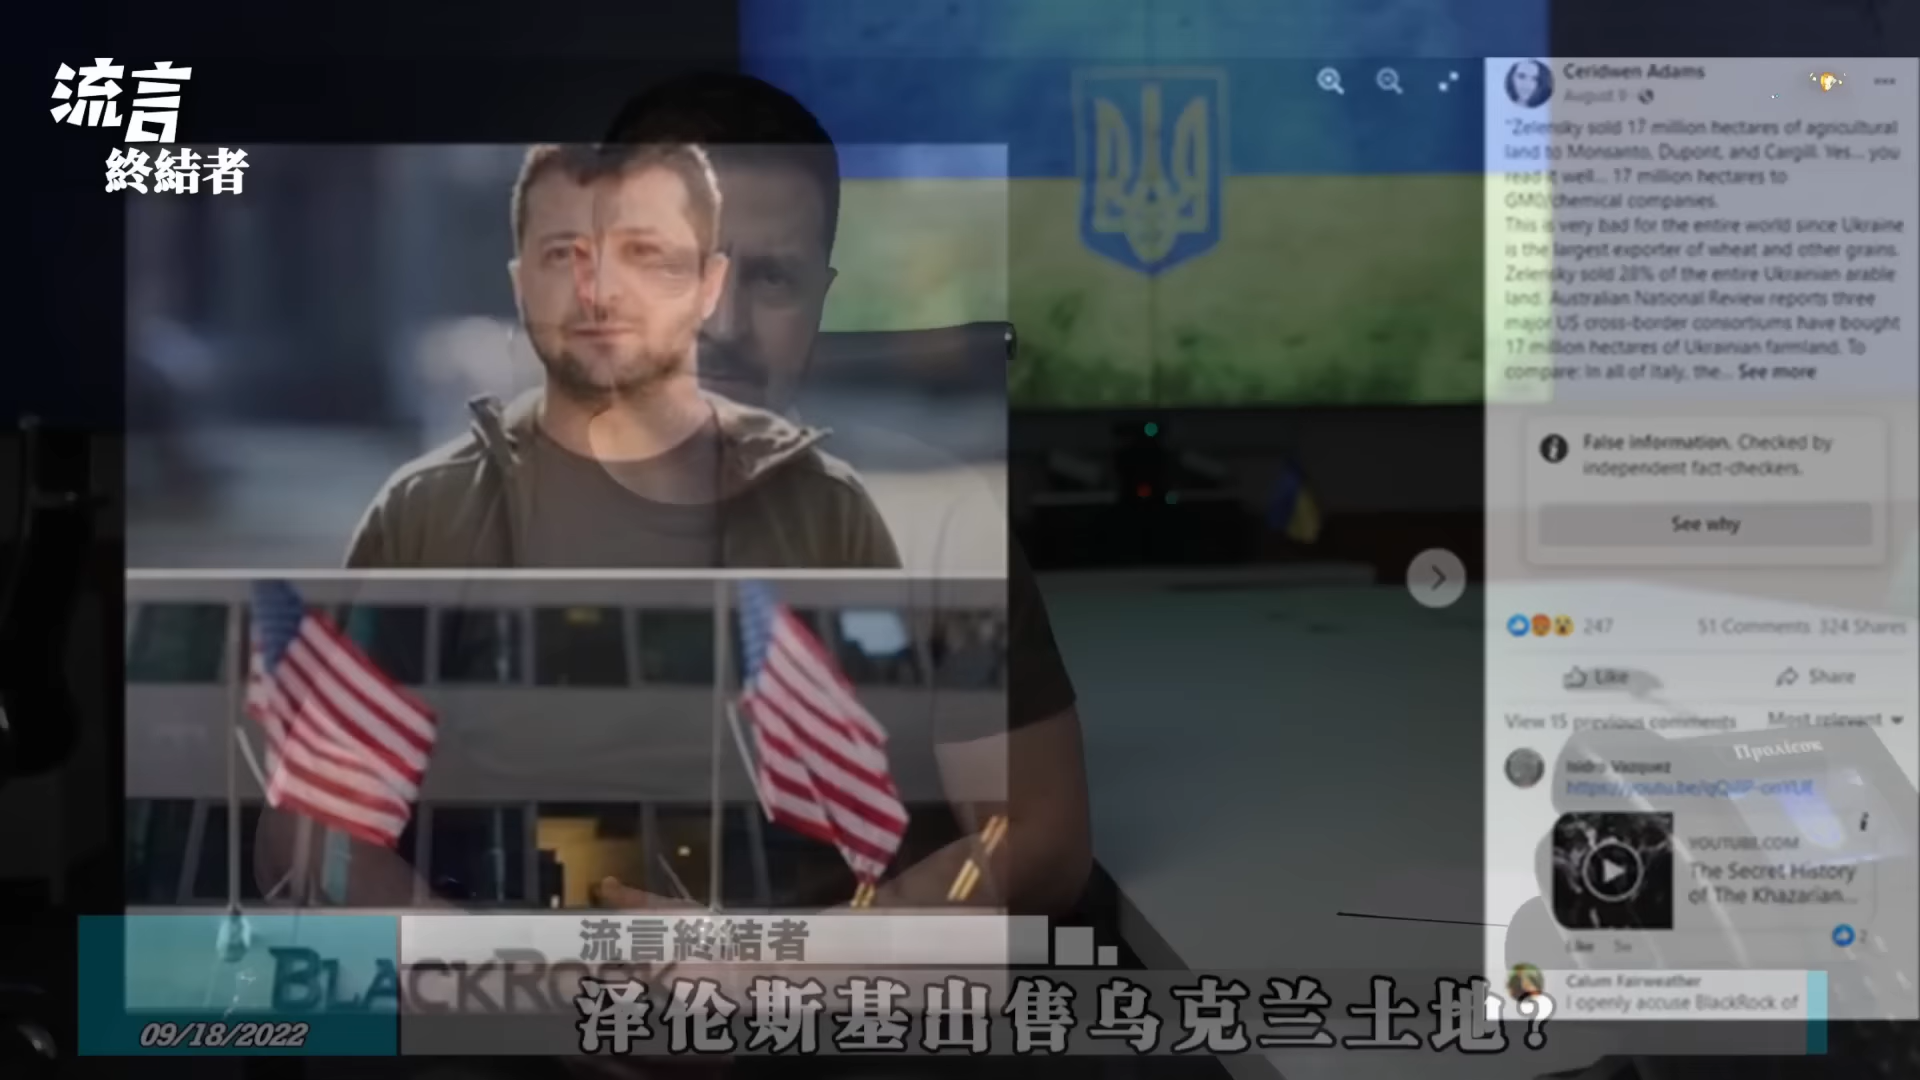 流言
終結者
Ceridwen Adams
August 9
"Zelensky sold 17 million hectares of agricultural
land to Monsanto, Dupont, and Cargill. Yes... you
read it well... 17 million hectares to
GMO/chemical companies.
This is very bad for the entire world since Ukraine
is the largest exporter of wheat and other grains.
Zelensky sold 28% of the entire Ukrainian arable
land. Australian National Review reports three
major US cross-border consortiums have bought
17 million hectares of Ukrainian farmland. To
compare: In all of Italy, the... See more
False information. Checked by
independent fact-checkers.
See why
247
51 Comments 324 Shares
Like
Share
View 15 previous comments
Most relevant
Isidro Vazquez
YOUTUBE.COM
The Secret History
of The Khazarian...
Like
2
Calum Fairweather
I openly accuse BlackRock of
Пролісок
BLACKROCK
流言終結者
泽伦斯基出售乌克兰土地?
09/18/2022